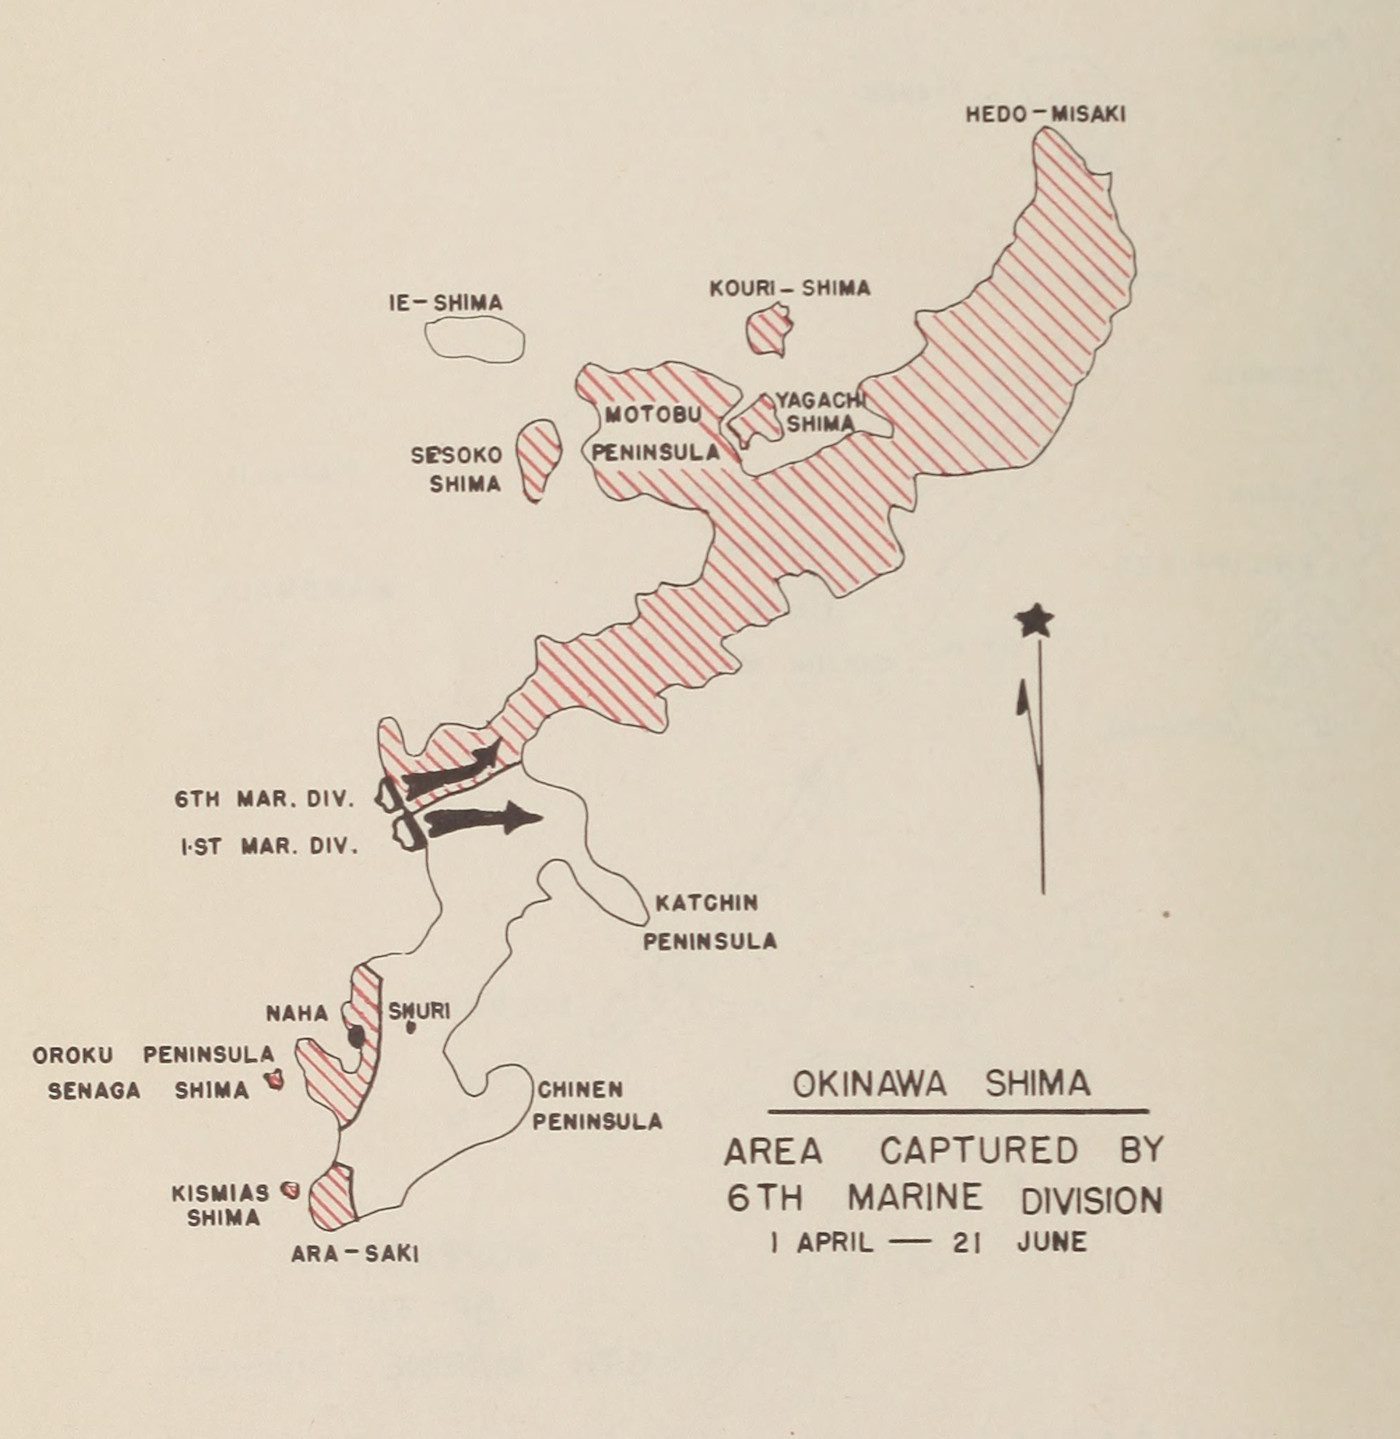 HEDO-MISAKI
KOURI-SHIMA
IE-SHIMA
YAGACHI
SHIMA
MOTOBU
PENINSULA
SESOKO
SHIMA
6TH MAR. DIV.
1ST MAR. DIV.
KATCHIN
PENINSULA
NAHA
SHURI
OROKU PENINSULA
SENAGA SHIMA
CHINEN
PENINSULA
KISMIAS
SHIMA
ARA-SAKI
OKINAWA SHIMA
AREA CAPTURED BY
6TH MARINE DIVISION
1 APRIL — 21 JUNE